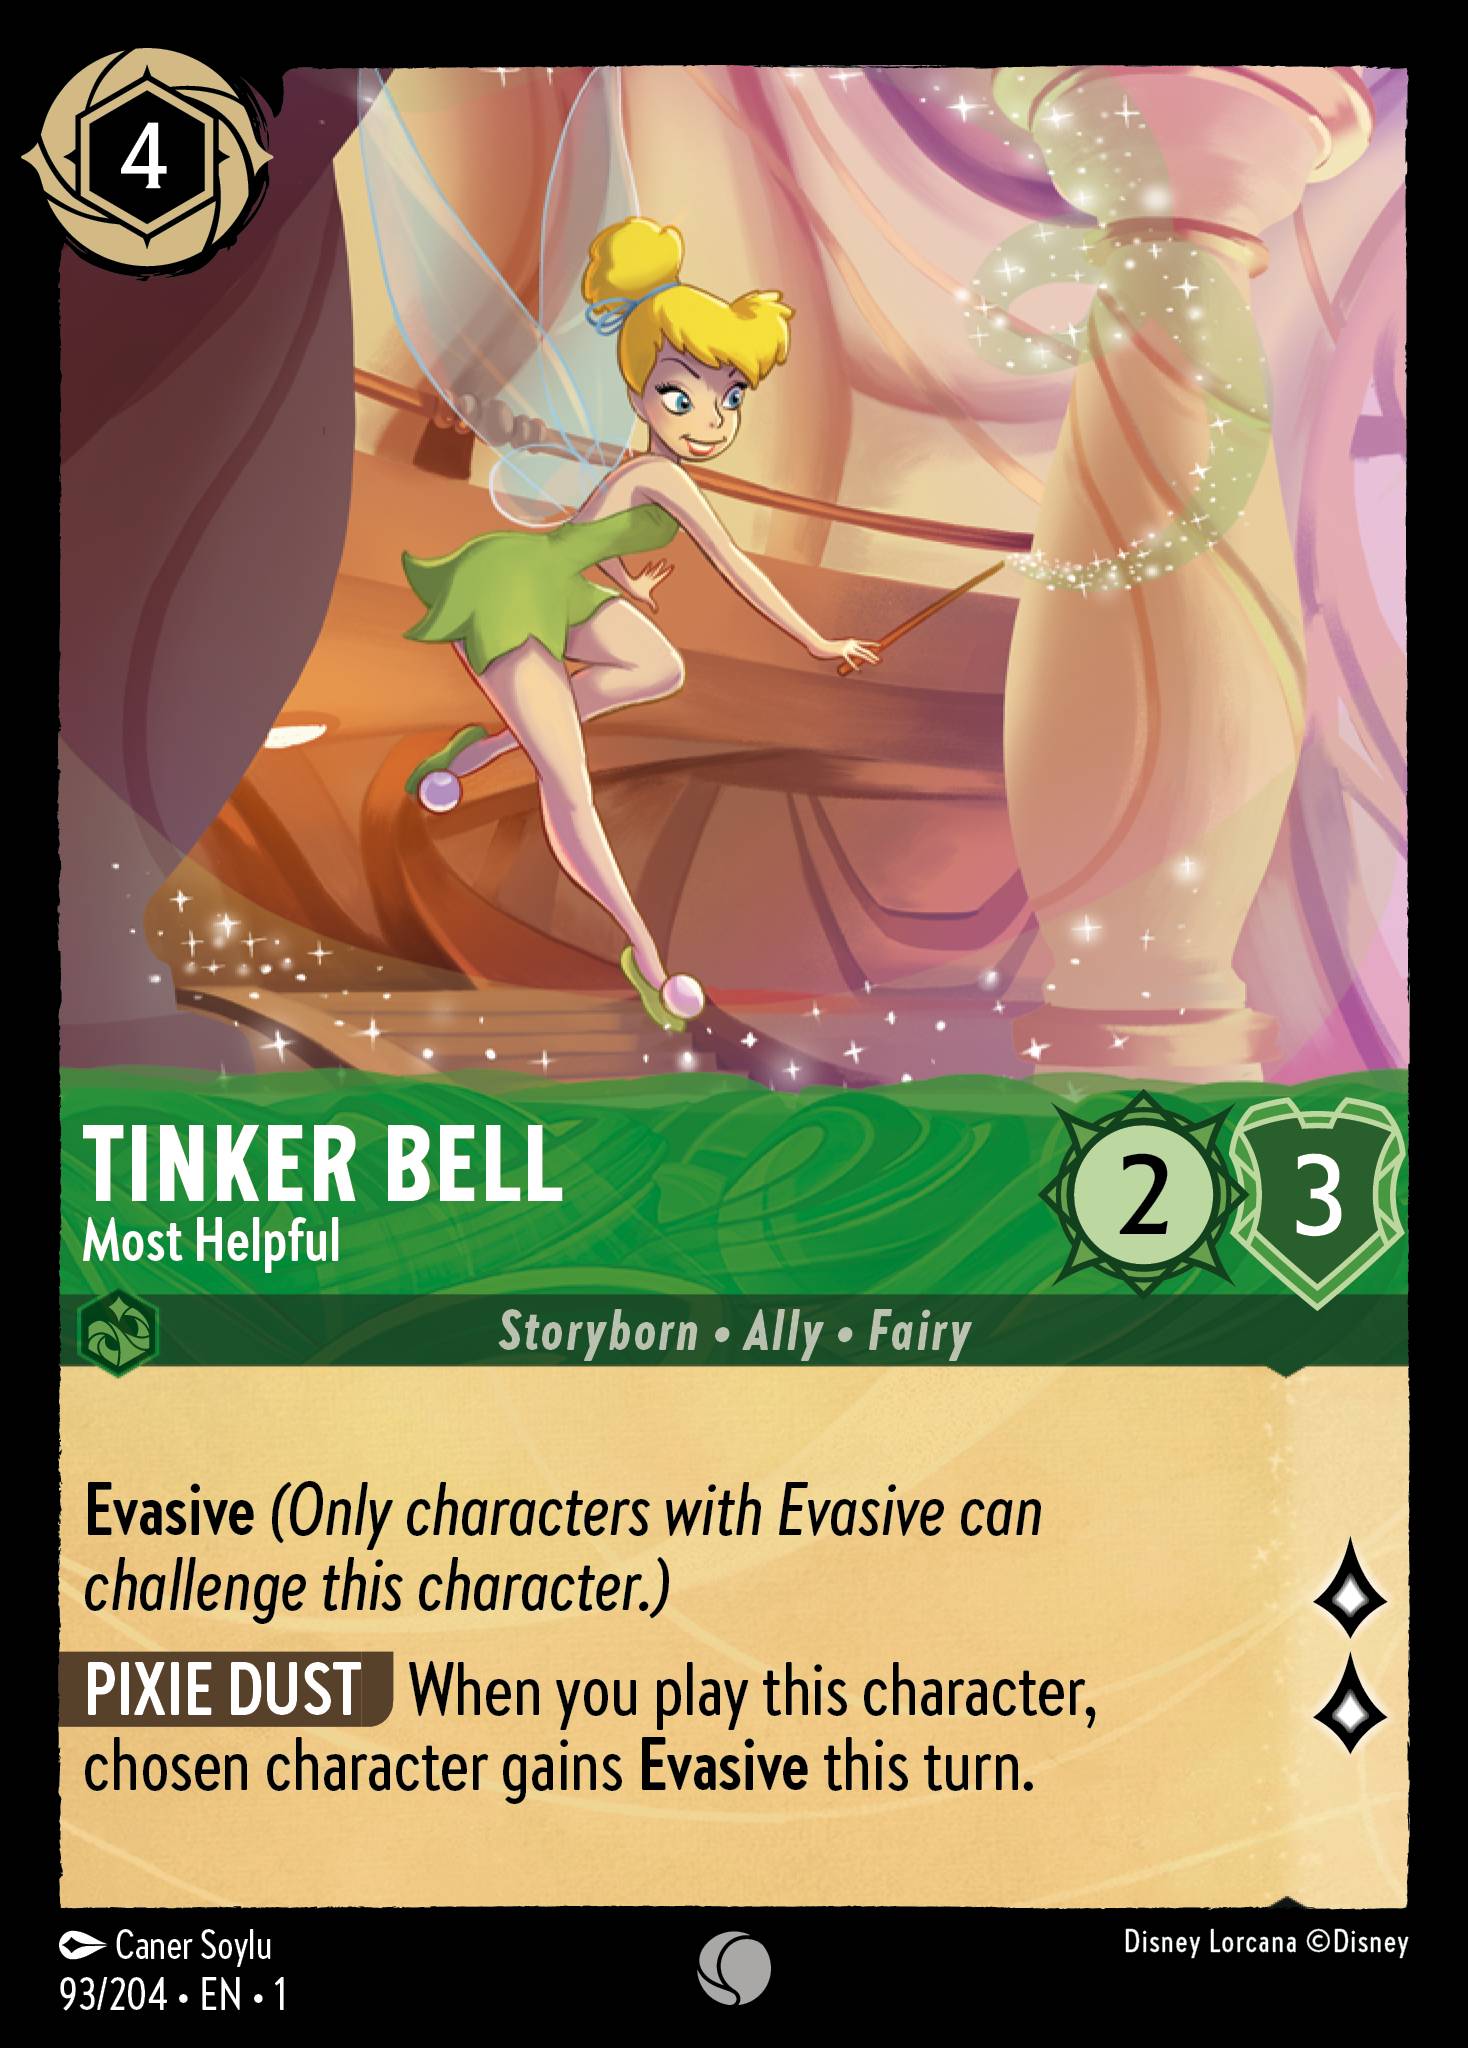 4
TINKER BELL
Most Helpful
2
3
Storyborn • Ally • Fairy
Evasive (Only characters with Evasive can
challenge this character.)
PIXIE DUST When you play this character,
chosen character gains Evasive this turn.
Caner Soylu
93/204 • EN • 1
Disney Lorcana ©Disney